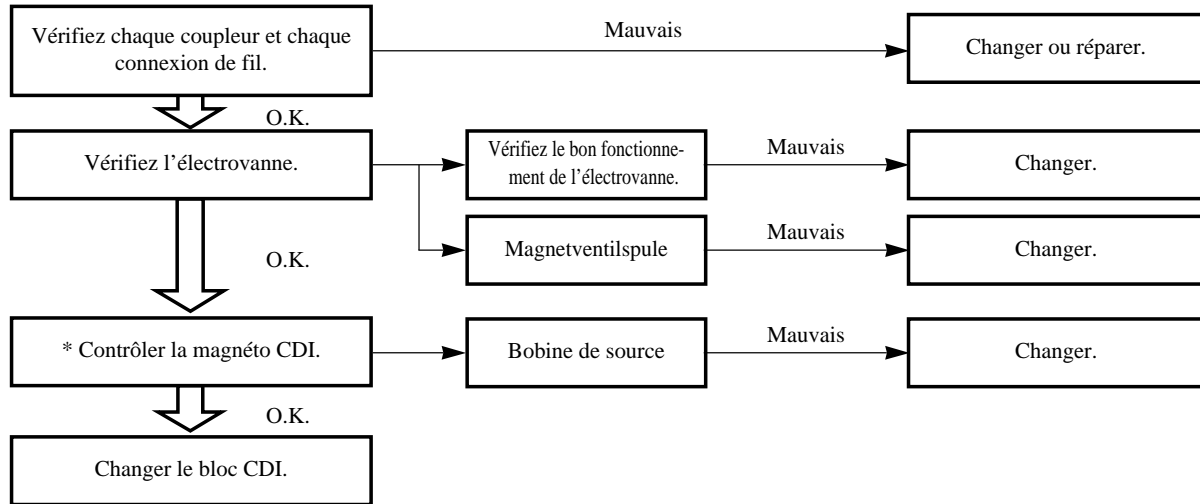 Vérifiez chaque coupleur et chaque
connexion de fil.
Mauvais
Changer ou réparer.
O.K.
Vérifiez l’électrovanne.
Vérifiez le bon fonctionne-
ment de l’électrovanne.
Mauvais
Changer.
Magnetventilspule
Mauvais
Changer.
O.K.
* Contrôler la magnéto CDI.
Bobine de source
Mauvais
Changer.
O.K.
Changer le bloc CDI.